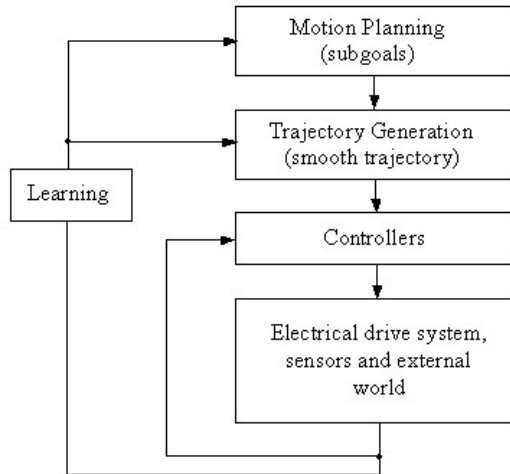 Motion Planning
(subgoals)
Trajectory Generation
(smooth trajectory)
Learning
Controllers
Electrical drive system,
sensors and external
world